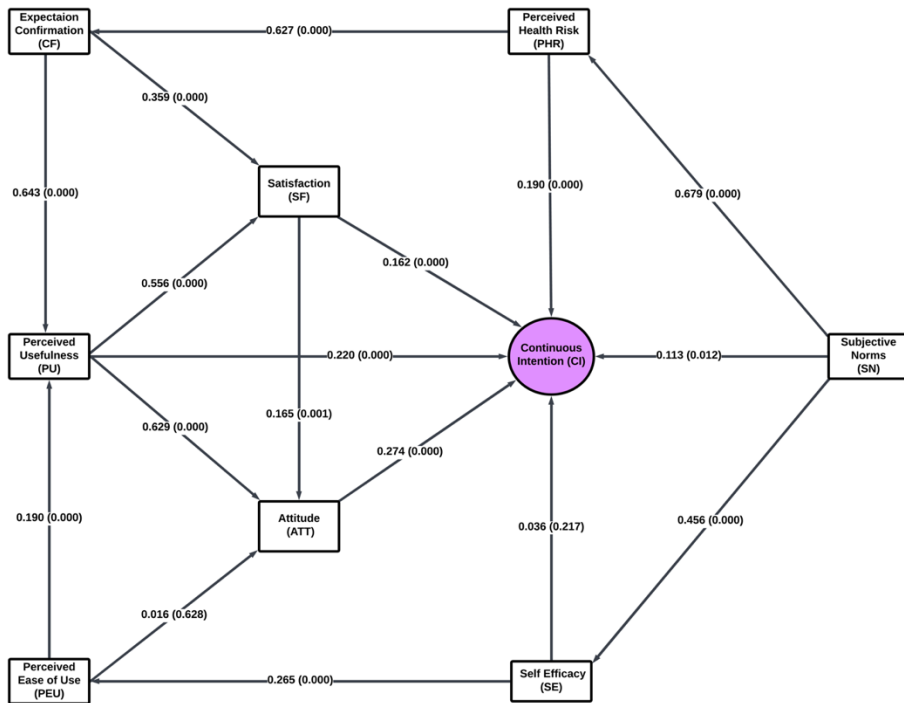 Expectaion
Confirmation
(CF)
0.627 (0.000)
Perceived
Health Risk
(PHR)
0.359 (0.000)
0.643 (0.000)
Satisfaction
(SF)
0.190 (0.000)
0.679 (0.000)
0.162 (0.000)
0.556 (0.000)
Perceived
Usefulness
(PU)
0.220 (0.000)
Continuous
Intention (CI)
0.113 (0.012)
Subjective
Norms
(SN)
0.165 (0.001)
0.629 (0.000)
0.274 (0.000)
0.190 (0.000)
Attitude
(ATT)
0.036 (0.217)
0.456 (0.000)
0.016 (0.628)
Perceived
Ease of Use
(PEU)
0.265 (0.000)
Self Efficacy
(SE)